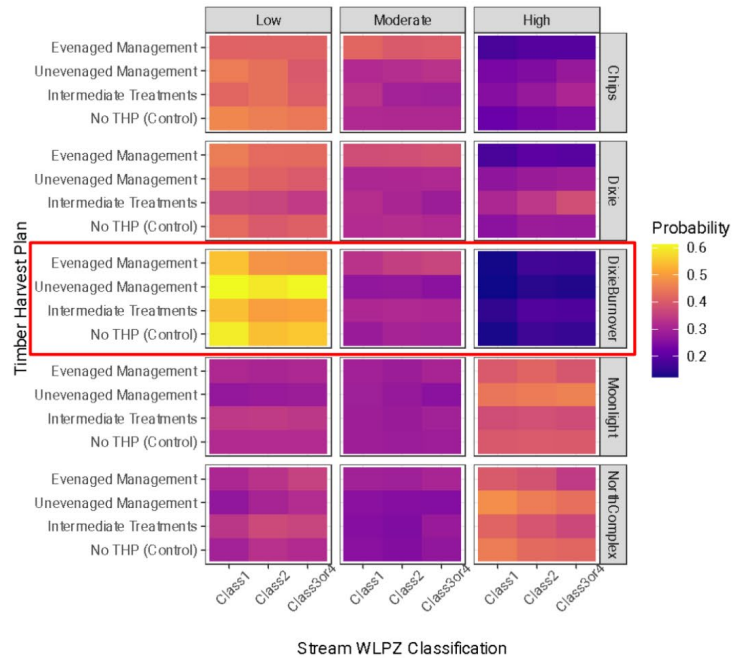 Low Moderate High
Evenaged Management
Unevenaged Management
Intermediate Treatments
No THP (Control)
Chips
Evenaged Management
Unevenaged Management
Intermediate Treatments
No THP (Control)
Dixie
Evenaged Management
Unevenaged Management
Intermediate Treatments
No THP (Control)
DixieBurnover
Evenaged Management
Unevenaged Management
Intermediate Treatments
No THP (Control)
Moonlight
Evenaged Management
Unevenaged Management
Intermediate Treatments
No THP (Control)
NorthComplex
Timber Harvest Plan
Probability
0.6
0.5
0.4
0.3
0.2
Class1 Class2 Class3or4 Class1 Class2 Class3or4 Class1 Class2 Class3or4
Stream WLPZ Classification